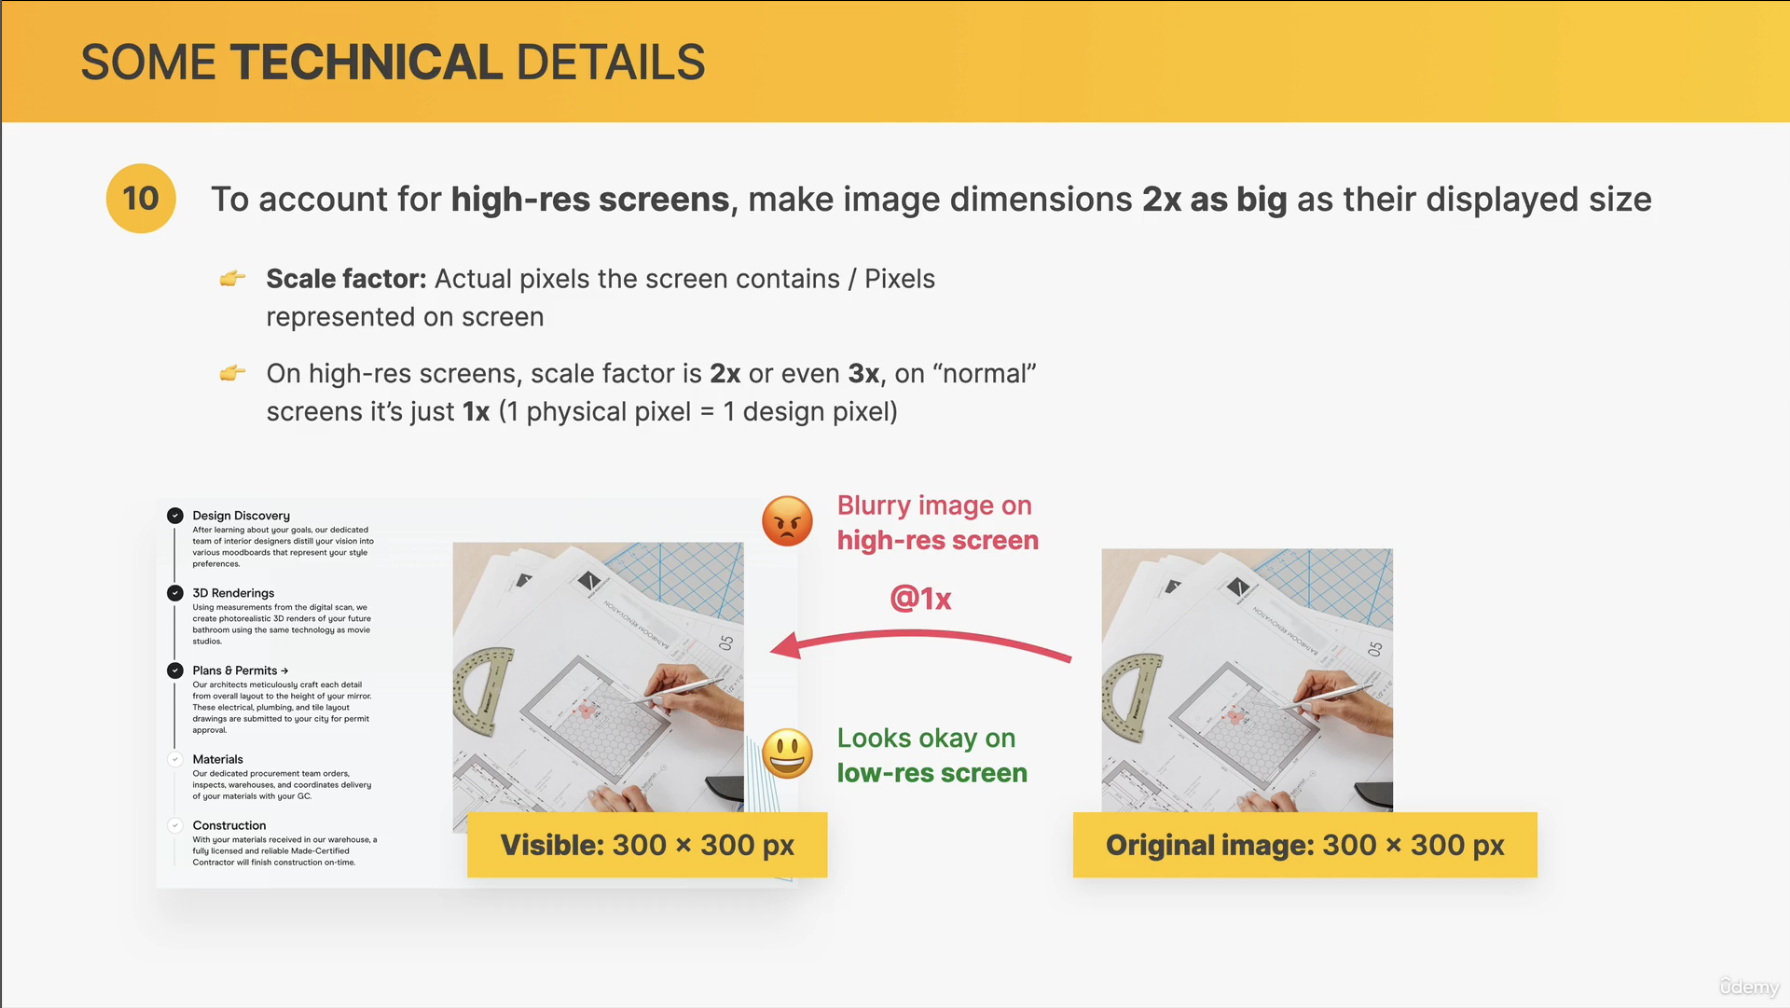 SOME TECHNICAL DETAILS
10
To account for high-res screens, make image dimensions 2x as big as their displayed size
Scale factor: Actual pixels the screen contains / Pixels
represented on screen
On high-res screens, scale factor is 2x or even 3x, on “normal”
screens it’s just 1x (1 physical pixel = 1 design pixel)
Design Discovery
After learning about your goals, our dedicated
team of interior designers distill your vision into
various moodboards that represent your style
preferences.
3D Renderings
Using measurements from the digital scan, we
create photorealistic 3D renders of your future
bathroom using the same technology as movie
studios.
Plans & Permits →
Our architects meticulously craft each detail
from overall layout to the height of your mirror.
These electrical, plumbing, and tile layout
drawings are submitted to your city for permit
approval.
Materials
Our dedicated procurement team orders,
inspects, warehouses, and coordinates delivery
of your materials with your GC.
Construction
With your materials received in our warehouse, a
fully licensed and reliable Made-Certified
Contractor will finish construction on-time.
BATHROOM RENOVATION
05
Visible: 300 × 300 px
Blurry image on
high-res screen
@1x
Looks okay on
low-res screen
BATHROOM RENOVATION
05
Original image: 300 × 300 px
ûdemy